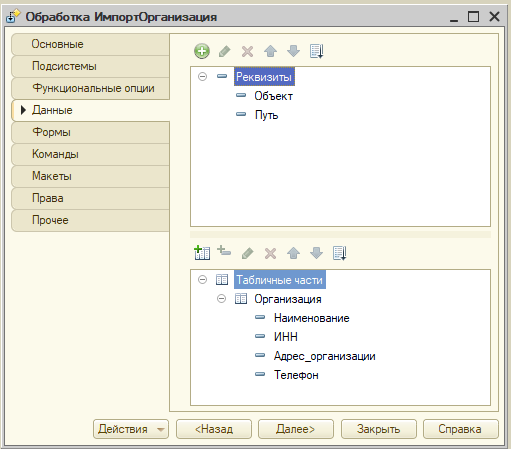 Обработка ИмпортОрганизация
Основные
Подсистемы
Функциональные опции
Данные
Формы
Команды
Макеты
Права
Прочее
Реквизиты
Объект
Путь
Табличные части
Организация
Наименование
ИНН
Адрес_организации
Телефон
Действия
<Назад
Далее>
Закрыть
Справка